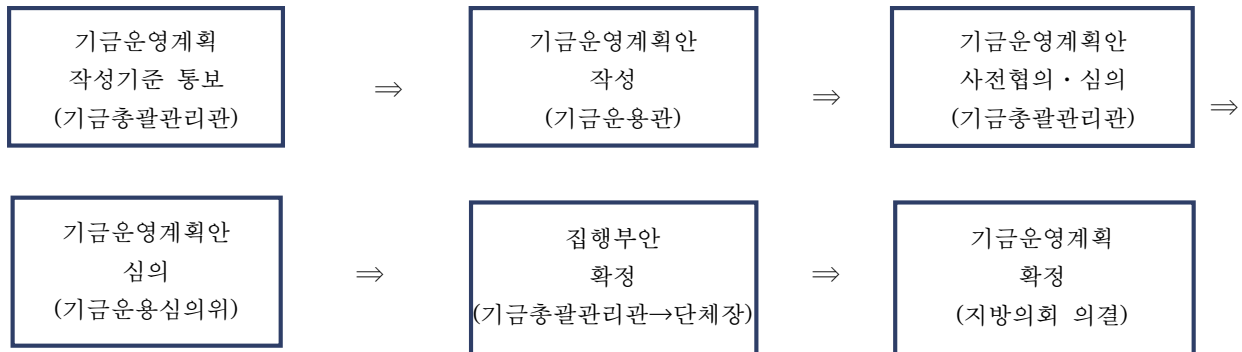 기금운영계획
작성기준 통보
(기금총괄관리관)
⇒
기금운영계획안
작성
(기금운용관)
⇒
기금운영계획안
사전협의・심의
(기금총괄관리관)
⇒
기금운영계획안
심의
(기금운용심의위)
⇒
집행부안
확정
(기금총괄관리관→단체장)
⇒
기금운영계획
확정
(지방의회 의결)